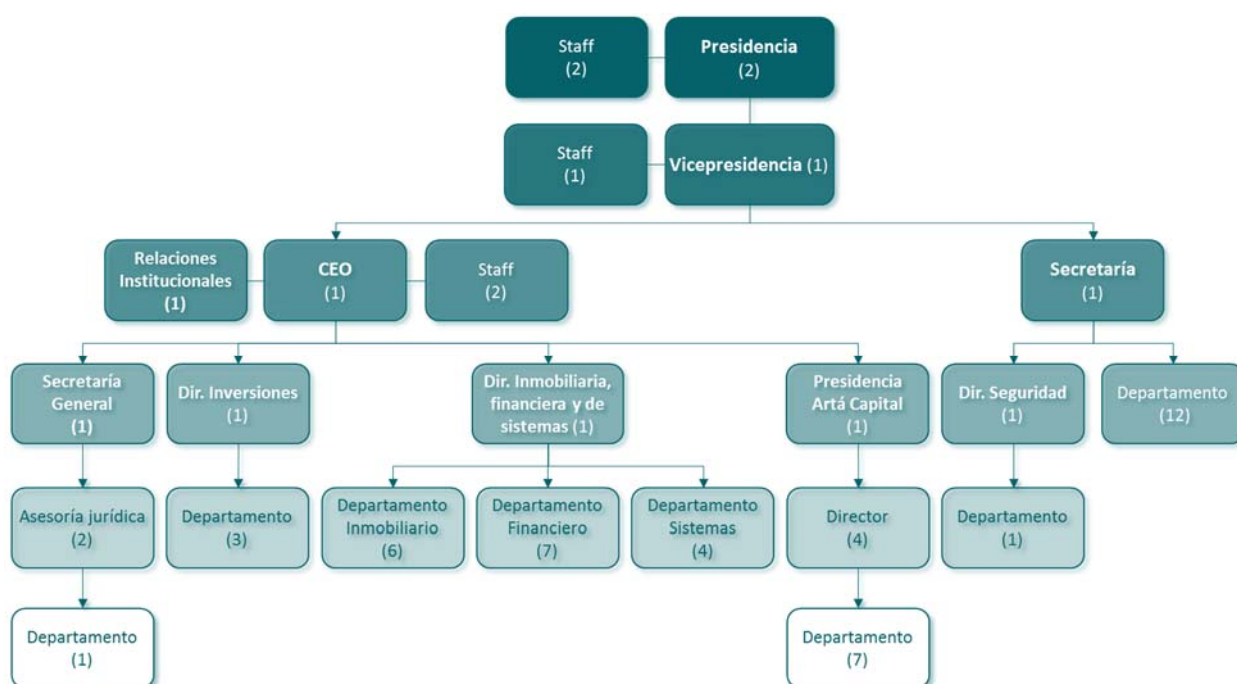 Staff
(2)
Presidencia
(2)
Staff
(1)
Vicepresidencia (1)
Relaciones
Institucionales
(1)
CEO
(1)
Staff
(2)
Secretaría
(1)
Secretaría
General
(1)
Dir. Inversiones
(1)
Dir. Inmobiliaria,
financiera y de
sistemas (1)
Presidencia
Artá Capital
(1)
Dir. Seguridad
(1)
Departamento
(12)
Asesoría jurídica
(2)
Departamento
(3)
Departamento
Inmobiliario
(6)
Departamento
Financiero
(7)
Departamento
Sistemas
(4)
Director
(4)
Departamento
(1)
Departamento
(1)
Departamento
(7)